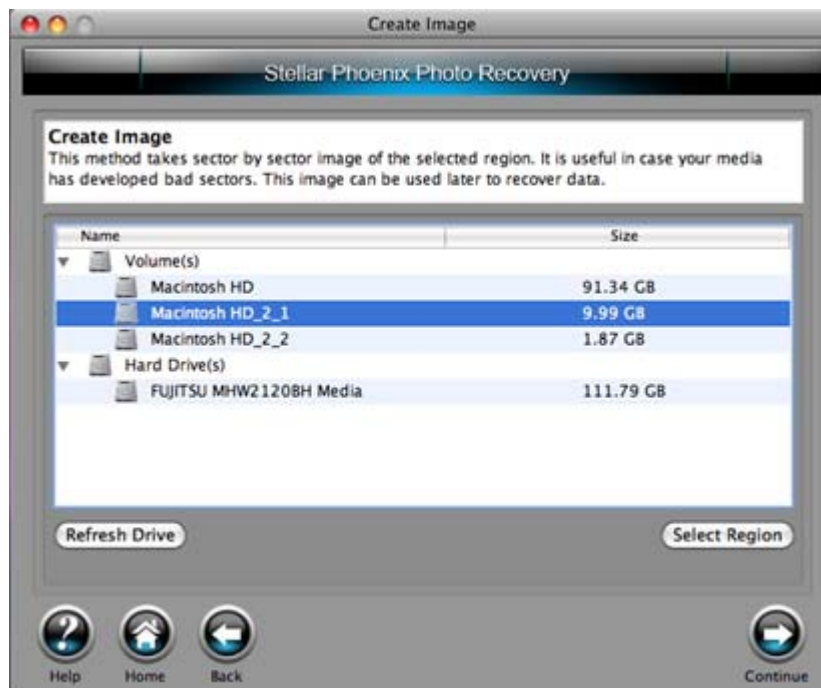 Create Image
Stellar Phoenix Photo Recovery
Create Image
This method takes sector by sector image of the selected region. It is useful in case your media
has developed bad sectors. This image can be used later to recover data.
Name Size
Volume(s)
Macintosh HD 91.34 GB
Macintosh HD_2_1 9.99 GB
Macintosh HD_2_2 1.87 GB
Hard Drive(s)
FUJITSU MHW2120BH Media 111.79 GB
Refresh Drive Select Region
? 
Help Home Back Continue